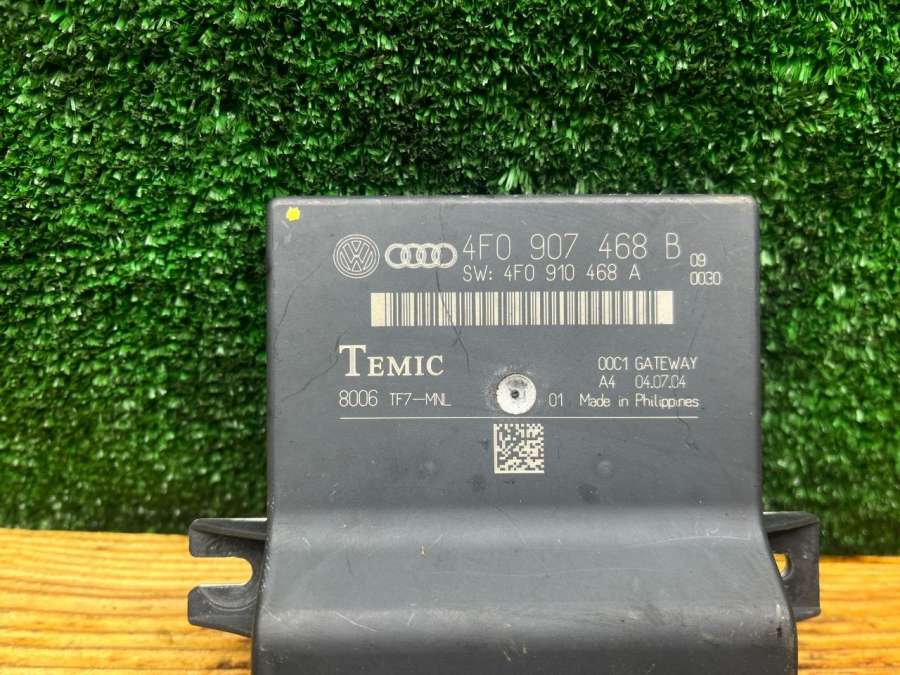 4F0 907 468 B 09
SW: 4F0 910 468 A 0030
TEMIC
00C1 GATEWAY
A4 04.07.04
8006 TF7-MNL 01 Made in Philippines